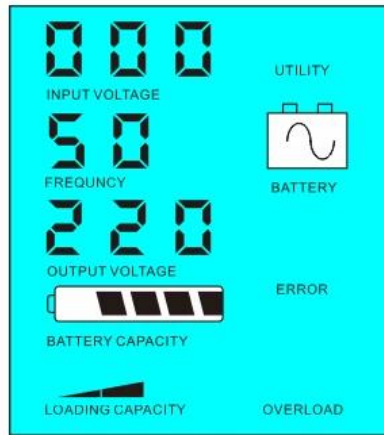 000
UTILITY
INPUT VOLTAGE
50
FREQUNCY
BATTERY
220
OUTPUT VOLTAGE
ERROR
BATTERY CAPACITY
LOADING CAPACITY
OVERLOAD